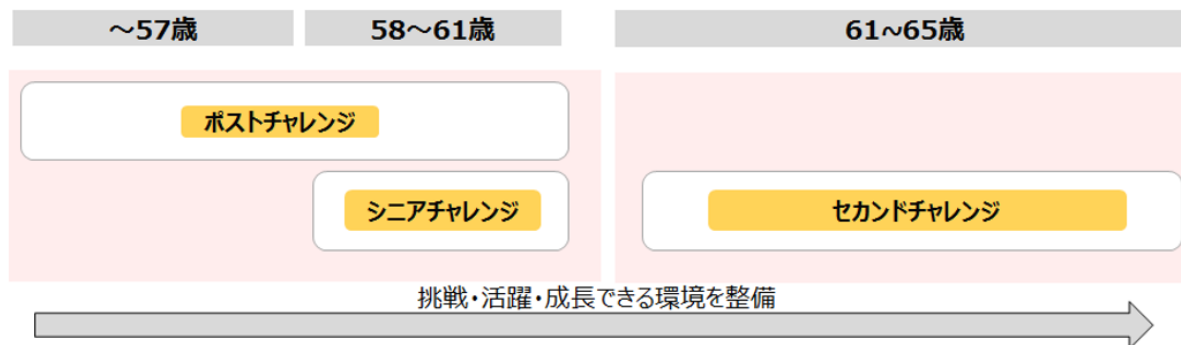 ～57歳
58～61歳
61~65歳
ポストチャレンジ
シニアチャレンジ
セカンドチャレンジ
挑戦・活躍・成長できる環境を整備